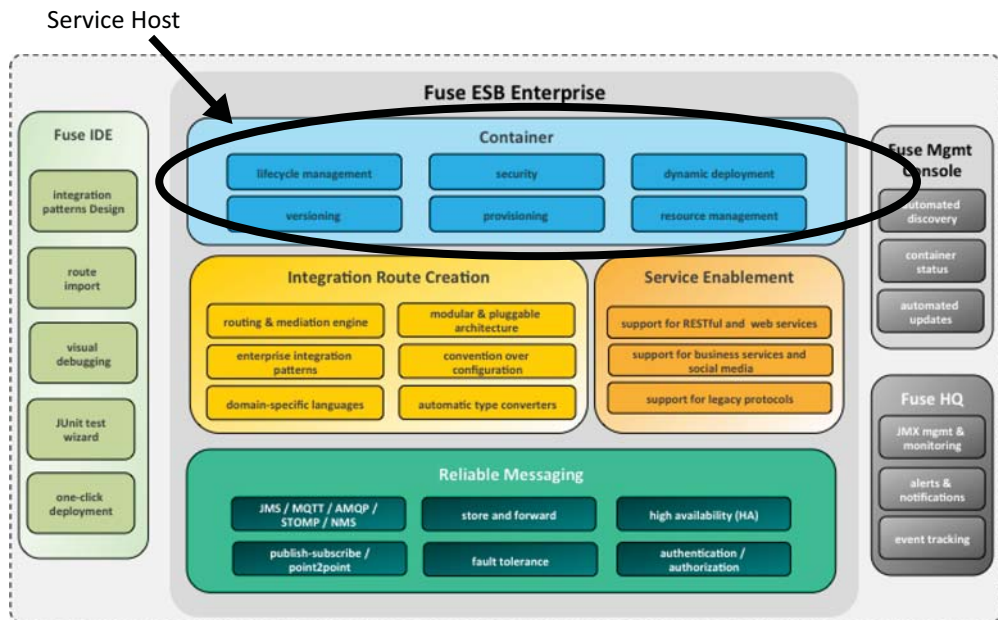 Service Host
Fuse ESB Enterprise
Fuse IDE
integration
patterns Design
route
import
visual
debugging
JUnit test
wizard
one-click
deployment
Container
lifecycle management
security
dynamic deployment
versioning
provisioning
resource management
Integration Route Creation
routing & mediation engine
modular & pluggable
architecture
enterprise integration
patterns
convention over
configuration
domain-specific languages
automatic type converters
Service Enablement
support for RESTful and web services
support for business services and
social media
support for legacy protocols
Reliable Messaging
JMS / MQTT / AMQP /
STOMP / NMS
store and forward
high availability (HA)
publish-subscribe /
point2point
fault tolerance
authentication /
authorization
Fuse Mgmt
Console
automated
discovery
container
status
automated
updates
Fuse HQ
JMX mgmt &
monitoring
alerts &
notifications
event tracking